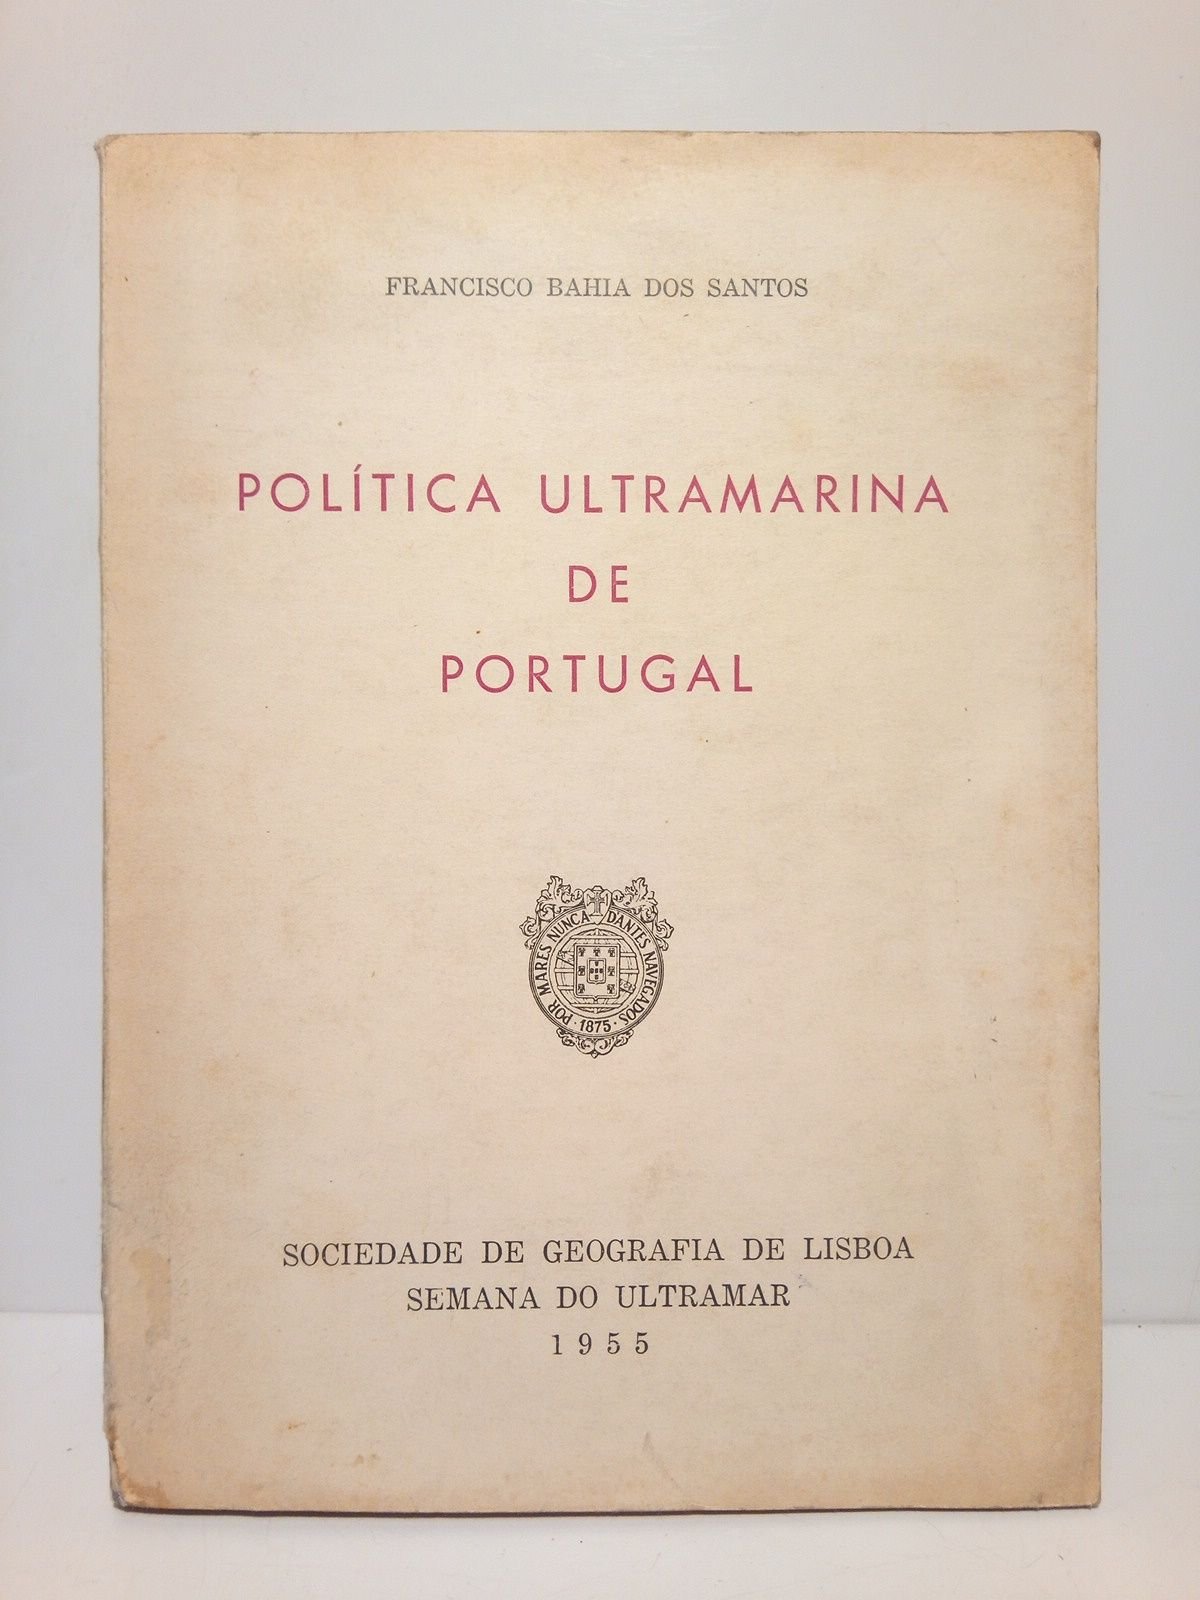 FRANCISCO BAHIA DOS SANTOS
POLÍTICA ULTRAMARINA
DE
PORTUGAL
POR MARES NUNCA DANTES NAVEGADOS
· 1875 ·
SOCIEDADE DE GEOGRAFIA DE LISBOA
SEMANA DO ULTRAMAR
1955